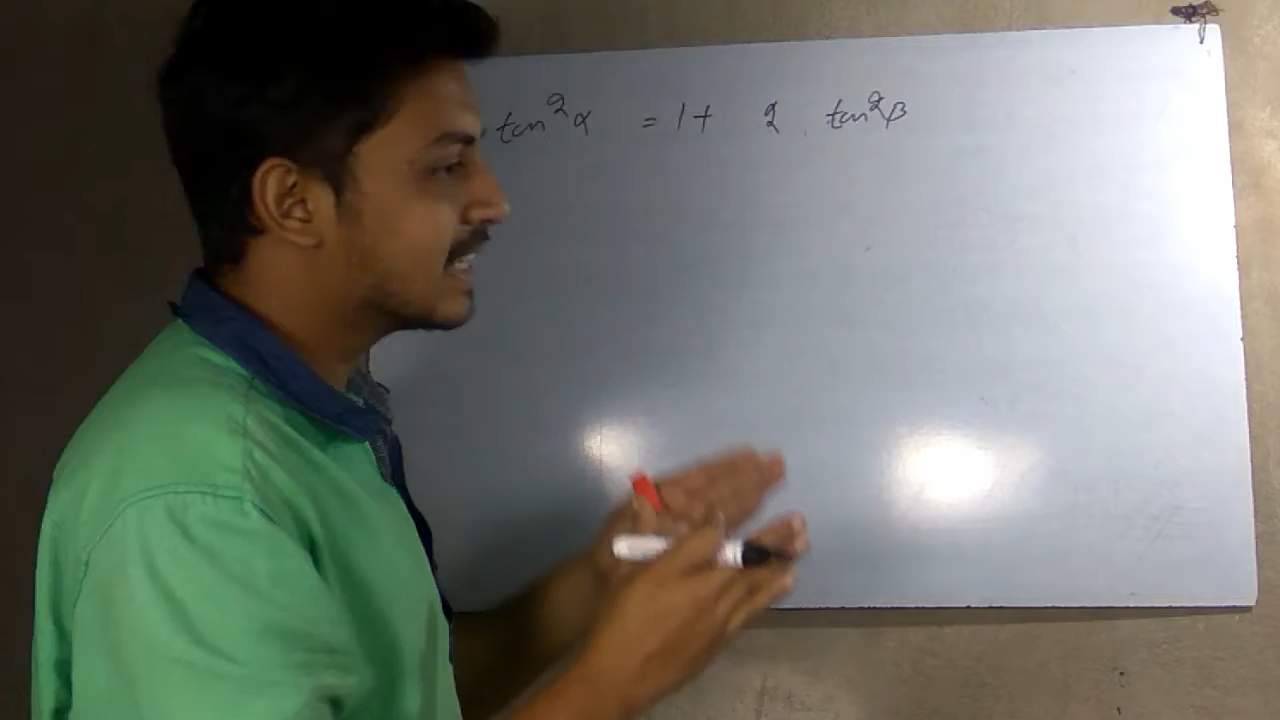 . tan²α = 1 + 2 . tan²β